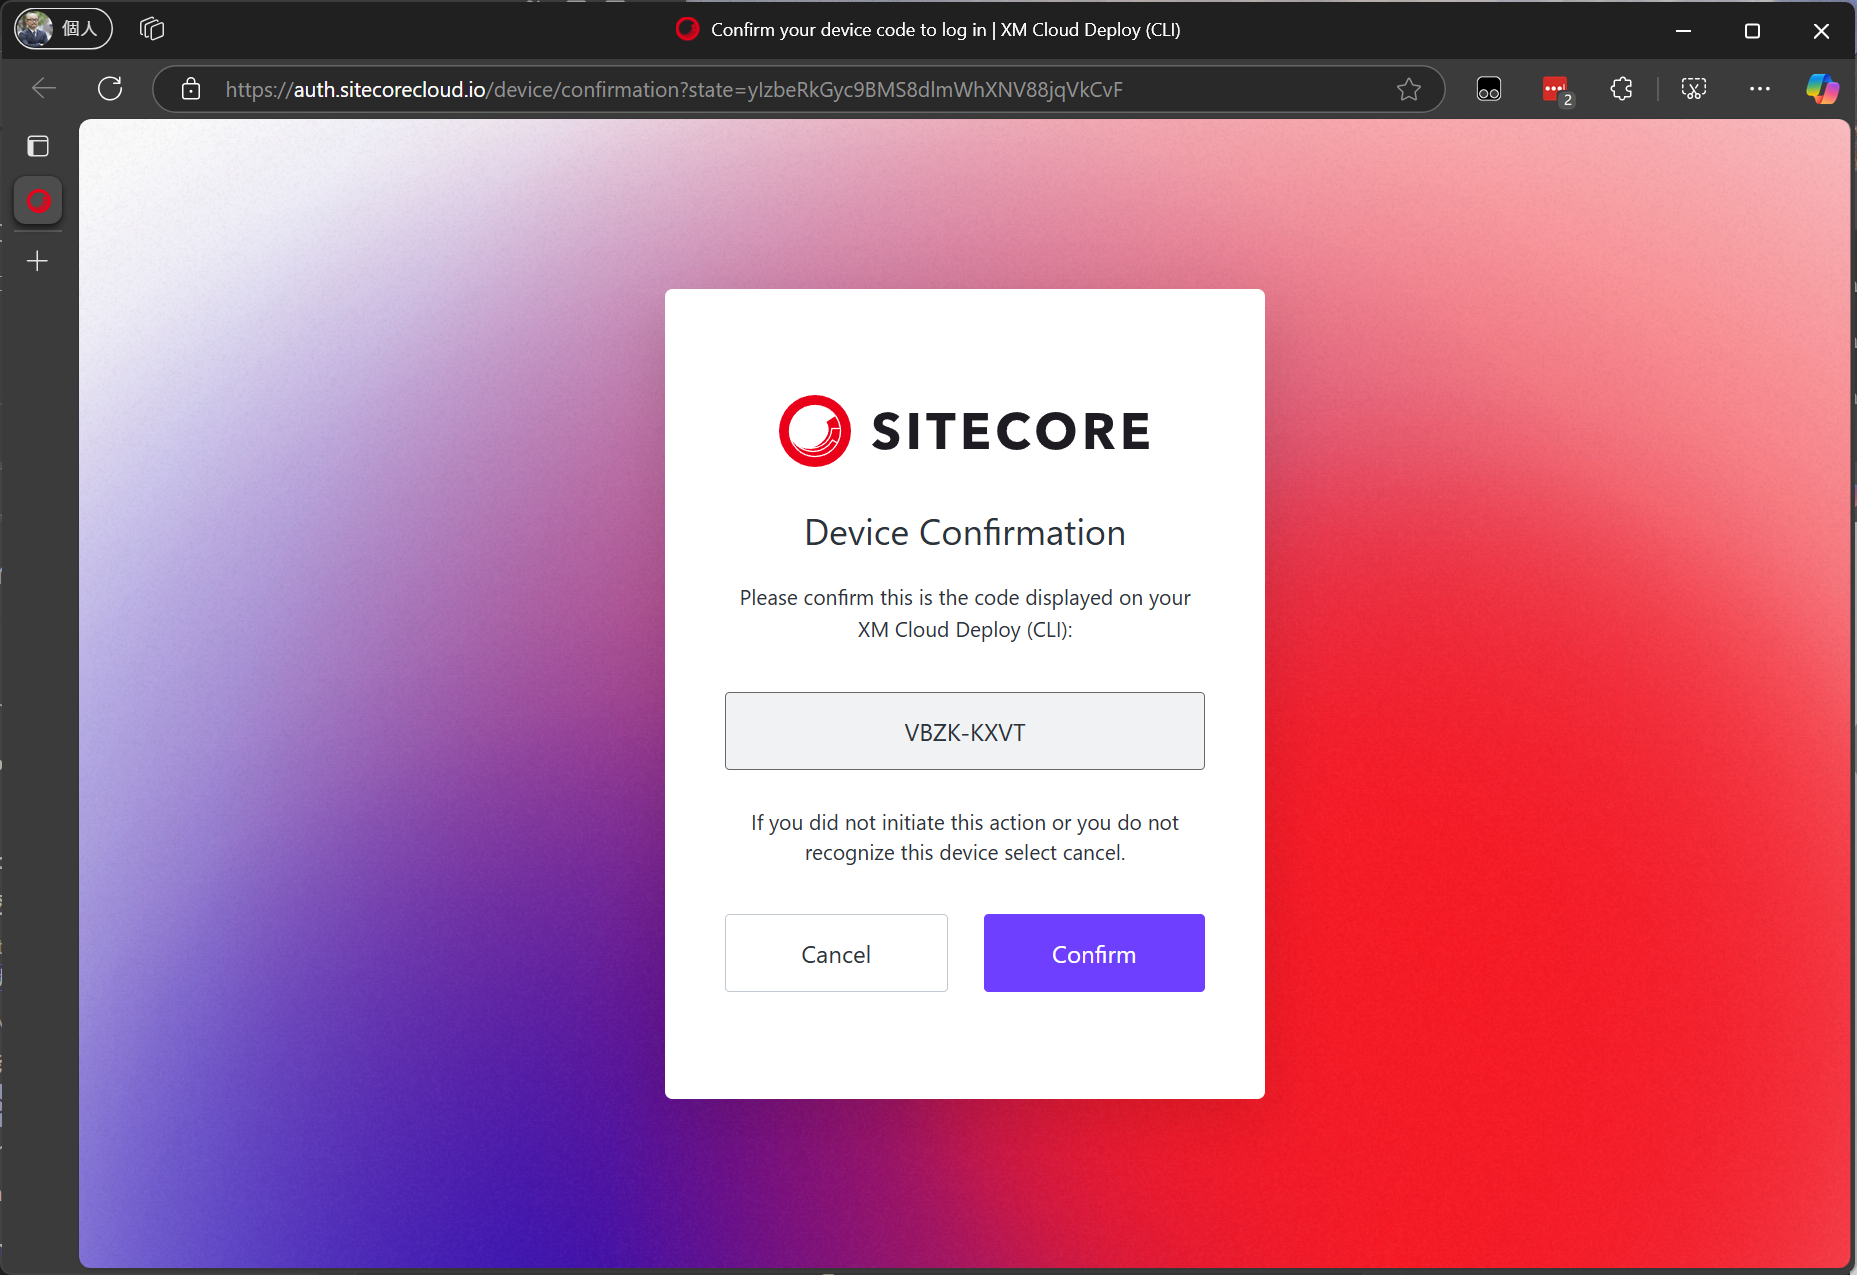 個人
Confirm your device code to log in | XM Cloud Deploy (CLI)
https://auth.sitecorecloud.io/device/confirmation?state=yIzbeRkGyc9BMS8dlmWhXNV88jqVkCvF
2
SITECORE
Device Confirmation
Please confirm this is the code displayed on your
XM Cloud Deploy (CLI):
VBZK-KXVT
If you did not initiate this action or you do not
recognize this device select cancel.
Cancel
Confirm